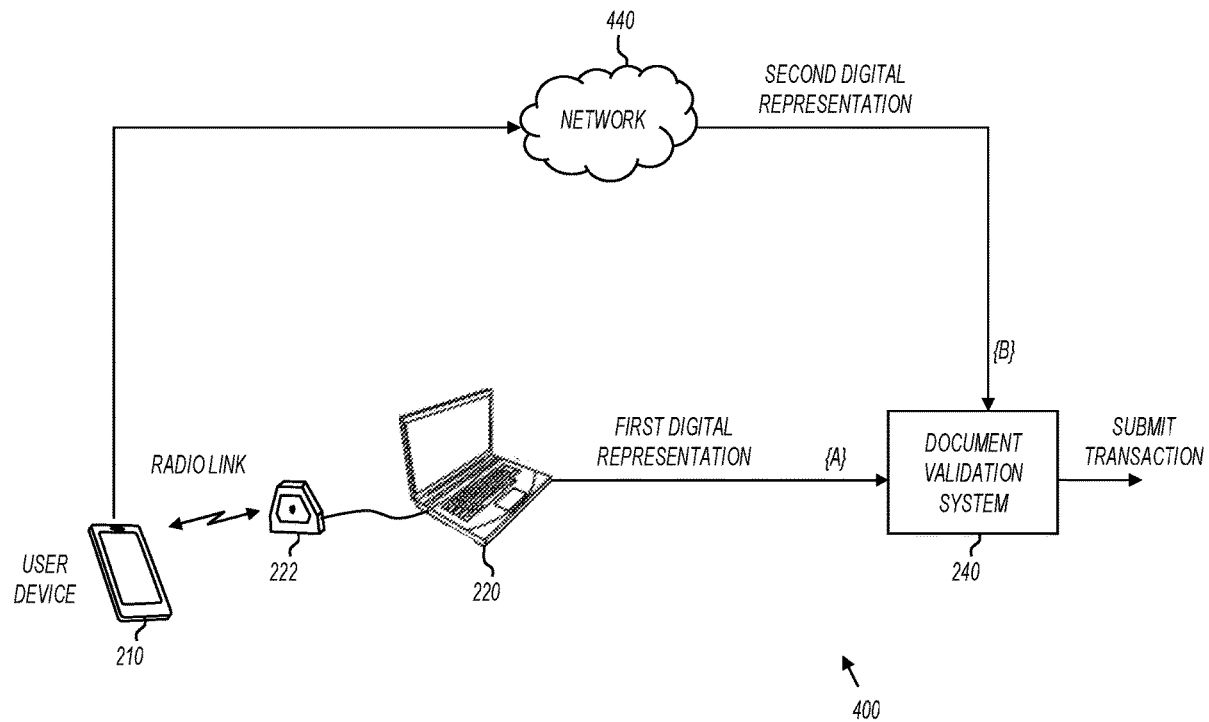 440
SECOND DIGITAL
REPRESENTATION
NETWORK
{B}
FIRST DIGITAL
REPRESENTATION
{A}
DOCUMENT
VALIDATION
SYSTEM
SUBMIT
TRANSACTION
RADIO LINK
222
220
240
USER
DEVICE
210
400